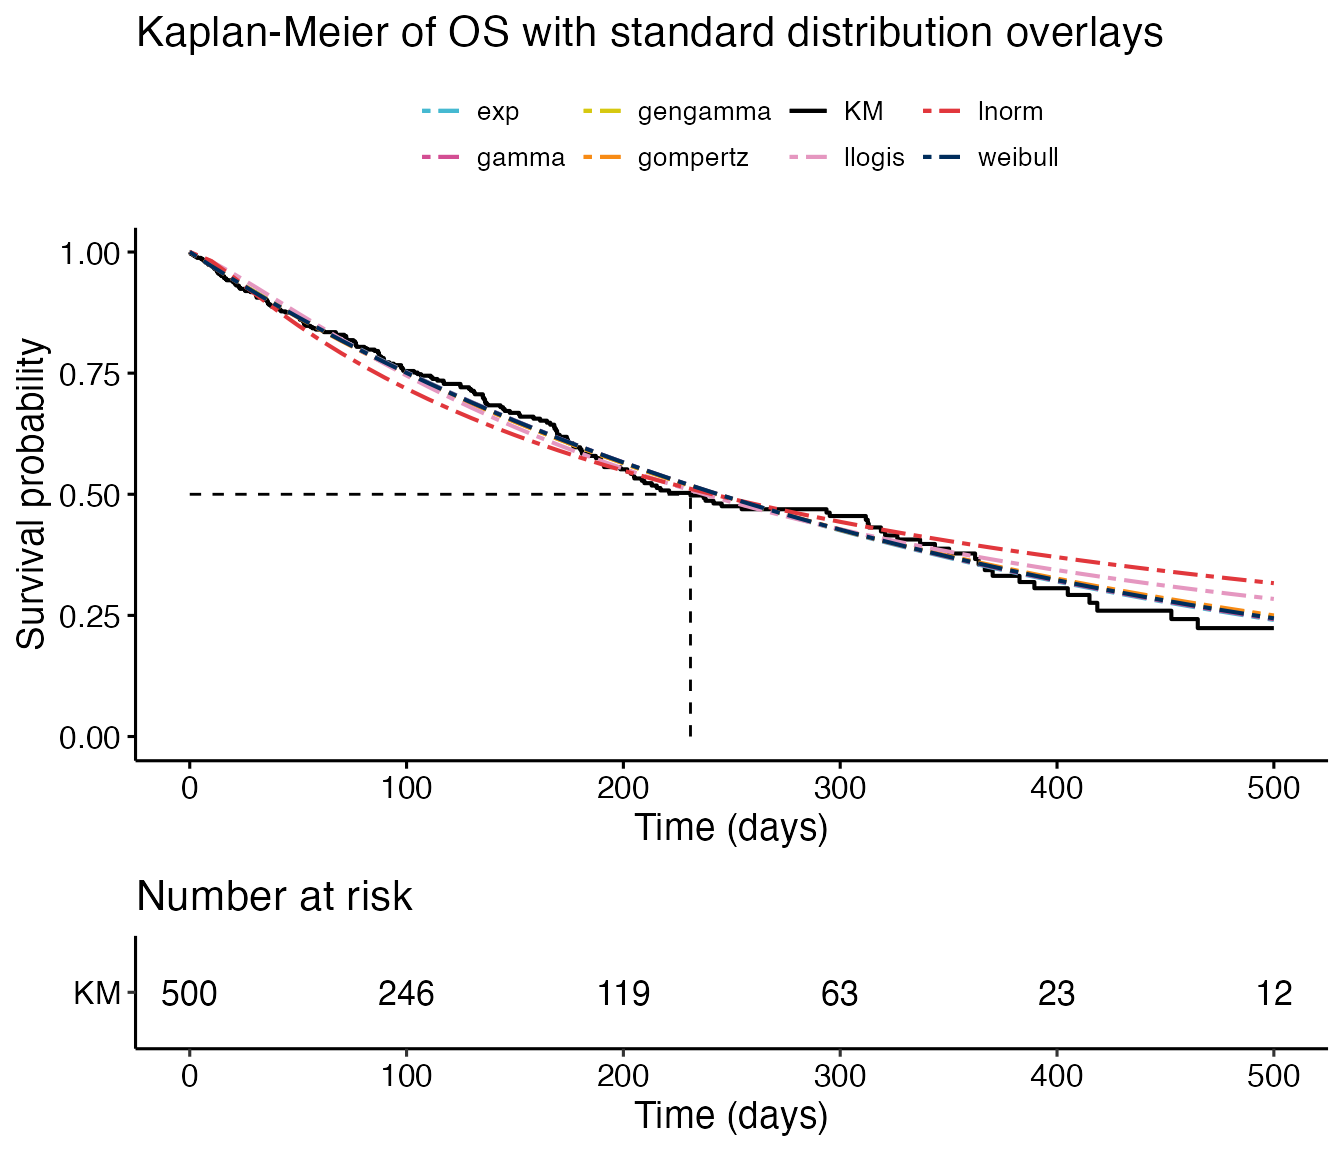 Kaplan-Meier of OS with standard distribution overlays
exp gengamma KM lnorm
gamma gompertz llogis weibull
Survival probability
1.00
0.75
0.50
0.25
0.00
0 100 200 300 400 500
Time (days)
Number at risk
KM 500 246 119 63 23 12
0 100 200 300 400 500
Time (days)